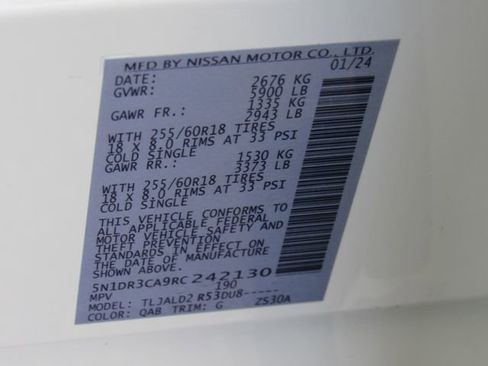 MFD BY NISSAN MOTOR CO., LTD.
DATE: 01/24
GVWR: 2676 KG
5900 LB
GAWR FR.: 1335 KG
2943 LB
WITH 255/60R18 TIRES
18 X 8.0 RIMS AT 33 PSI
COLD SINGLE
GAWR RR.: 1530 KG
3373 LB
WITH 255/60R18 TIRES
18 X 8.0 RIMS AT 33 PSI
COLD SINGLE
THIS VEHICLE CONFORMS TO
ALL APPLICABLE FEDERAL
MOTOR VEHICLE SAFETY AND
THEFT PREVENTION
STANDARDS IN EFFECT ON
THE DATE OF MANUFACTURE
SHOWN ABOVE.
5N1DR3CA9RC242130
MPV 190
MODEL: TLJALD2 R53DU8-----
COLOR: QAB TRIM: G ZS30A